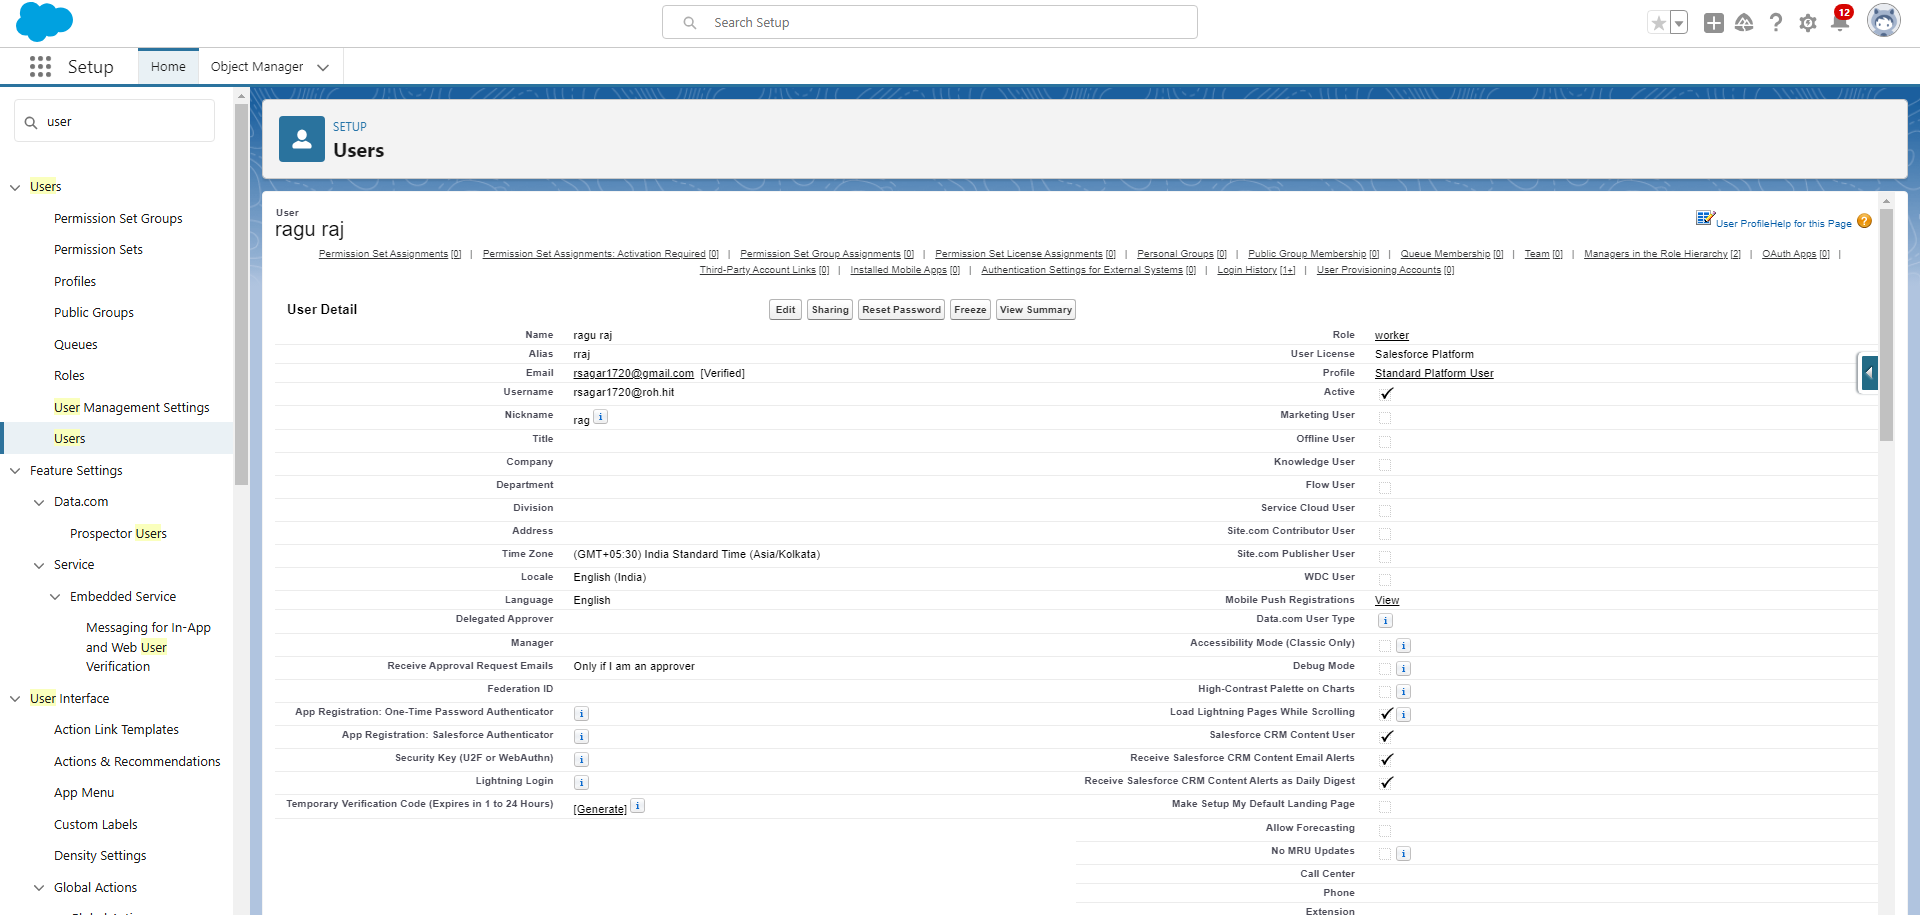 Search Setup
12
Setup
Home
Object Manager
user
SETUP
Users
Users
Permission Set Groups
Permission Sets
Profiles
Public Groups
Queues
Roles
User Management Settings
Users
Feature Settings
Data.com
Prospector Users
Service
Embedded Service
Messaging for In-App
and Web User
Verification
User Interface
Action Link Templates
Actions & Recommendations
App Menu
Custom Labels
Density Settings
Global Actions
User
ragu raj
User Profile Help for this Page ?
Permission Set Assignments [0] | Permission Set Assignments: Activation Required [0] | Permission Set Group Assignments [0] | Permission Set License Assignments [0] | Personal Groups [0] | Public Group Membership [0] | Queue Membership [0] | Team [0] | Managers in the Role Hierarchy [2] | OAuth Apps [0] |
Third-Party Account Links [0] | Installed Mobile Apps [0] | Authentication Settings for External Systems [0] | Login History [1+] | User Provisioning Accounts [0]
User Detail
Edit Sharing Reset Password Freeze View Summary
Name ragu raj
Role worker
Alias rraj
User License Salesforce Platform
Email rsagar1720@gmail.com [Verified]
Profile Standard Platform User
Username rsagar1720@roh.hit
Active
Nickname rag i
Marketing User
Title
Offline User
Company
Knowledge User
Department
Flow User
Division
Service Cloud User
Address
Site.com Contributor User
Time Zone (GMT+05:30) India Standard Time (Asia/Kolkata)
Site.com Publisher User
Locale English (India)
WDC User
Language English
Mobile Push Registrations View
Delegated Approver
Data.com User Type i
Manager
Accessibility Mode (Classic Only) i
Receive Approval Request Emails Only if I am an approver
Debug Mode i
Federation ID
High-Contrast Palette on Charts i
App Registration: One-Time Password Authenticator i
Load Lightning Pages While Scrolling i
App Registration: Salesforce Authenticator i
Salesforce CRM Content User
Security Key (U2F or WebAuthn) i
Receive Salesforce CRM Content Email Alerts
Lightning Login i
Receive Salesforce CRM Content Alerts as Daily Digest
Temporary Verification Code (Expires in 1 to 24 Hours) [Generate] i
Make Setup My Default Landing Page
Allow Forecasting
No MRU Updates i
Call Center
Phone
Extension